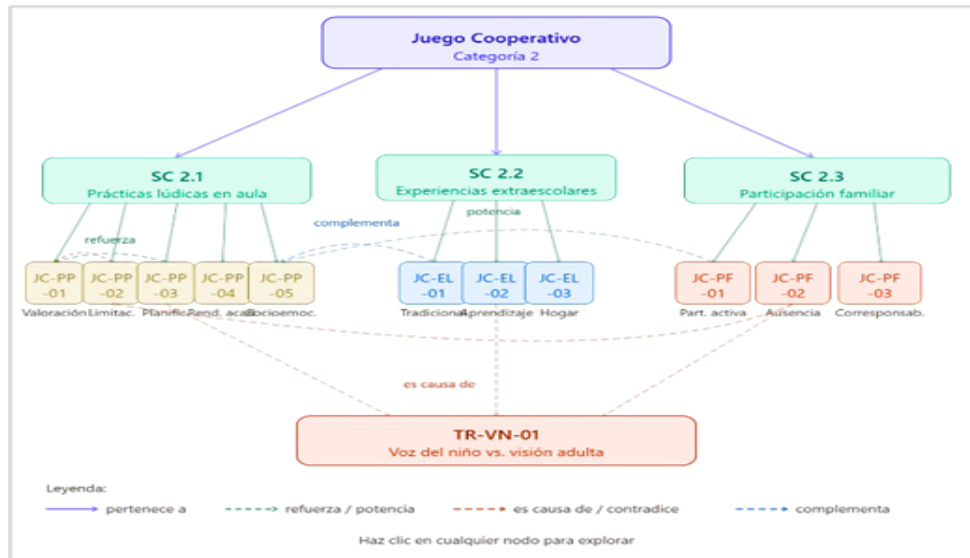 Juego Cooperativo
Categoría 2
SC 2.1
Prácticas lúdicas en aula
SC 2.2
Experiencias extraescolares
SC 2.3
Participación familiar
potencia
complementa
refuerza
JC-PP
-01
JC-PP
-02
JC-PP
-03
JC-PP
-04
JC-PP
-05
JC-EL
-01
JC-EL
-02
JC-EL
-03
JC-PF
-01
JC-PF
-02
JC-PF
-03
Valoración
Limitac.
Planific.
Rend. acad.
Socioemoc.
Tradicional
Aprendizaje
Hogar
Part. activa
Ausencia
Corresponsab.
es causa de
TR-VN-01
Voz del niño vs. visión adulta
Leyenda:
pertenece a
refuerza / potencia
es causa de / contradice
complementa
Haz clic en cualquier nodo para explorar